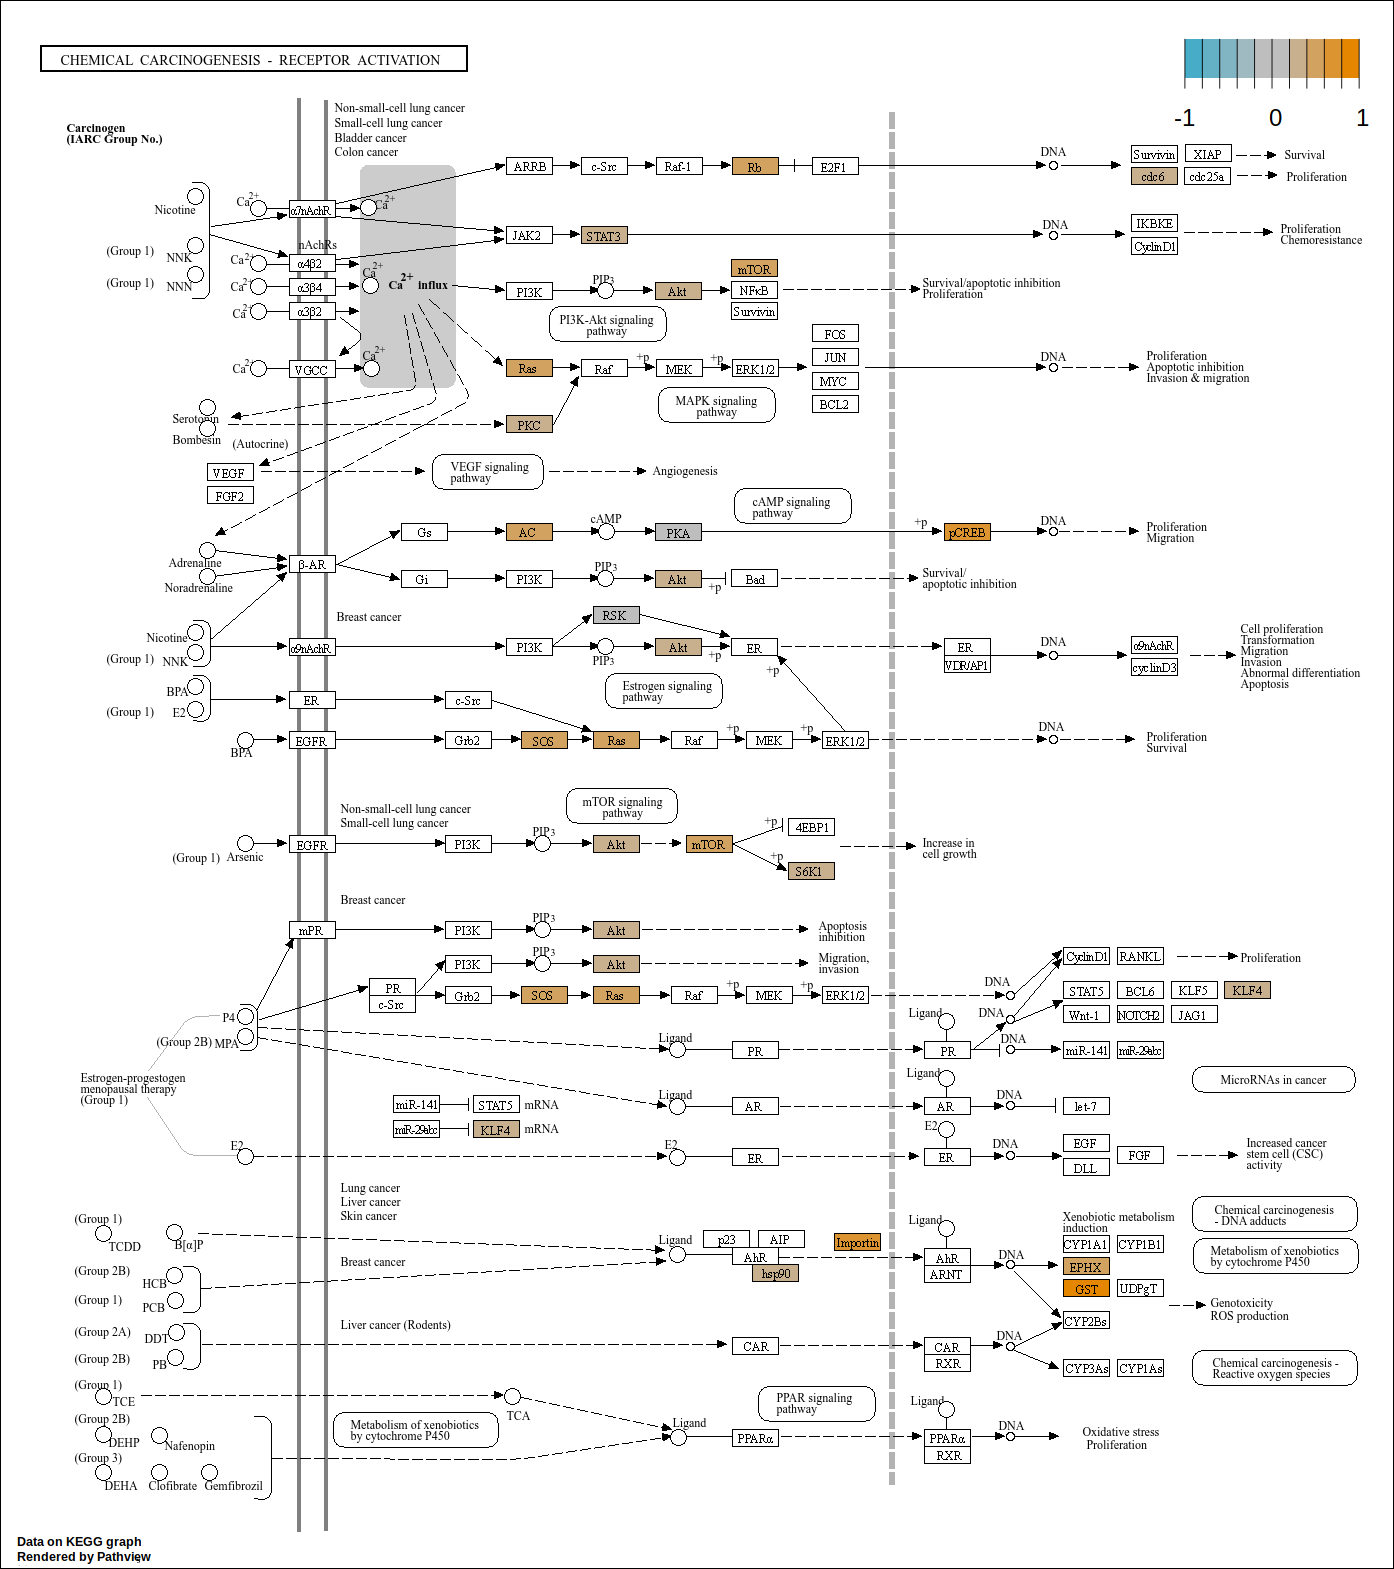 CHEMICAL CARCINOGENESIS - RECEPTOR ACTIVATION
-1 0 1
Carcinogen
(IARC Group No.)
Non-small-cell lung cancer
Small-cell lung cancer
Bladder cancer
Colon cancer
ARRB c-Src Raf-1 Rb E2F1 DNA Survivin XIAP Survival
cdc6 cdc25a Proliferation
Nicotine Ca2+ α7nAchR Ca2+
JAK2 STAT3 DNA IKBKE CyclinD1 Proliferation
Chemoresistance
(Group 1) NNK nAchRs
Ca2+ α4β2 Ca2+
(Group 1) NNN Ca2+ α3β4 Ca2+ influx
Ca2+ α3β2
PI3K PIP3 Akt mTOR
NFκB
Survivin
Survival/apoptotic inhibition
Proliferation
PI3K-Akt signaling
pathway
Ca2+ VGCC Ca2+
Ras Raf +p MEK +p ERK1/2 FOS
JUN
MYC
BCL2
DNA Proliferation
Apoptotic inhibition
Invasion & migration
MAPK signaling
pathway
Serotonin
Bombesin (Autocrine) PKC
VEGF
FGF2
VEGF signaling
pathway
Angiogenesis
cAMP signaling
pathway
Gs AC cAMP PKA +p pCREB DNA Proliferation
Migration
Adrenaline
Noradrenaline
β-AR
Gi PI3K PIP3 Akt +p Bad Survival/
apoptotic inhibition
Breast cancer
RSK
Nicotine
(Group 1) NNK
α9nAchR PI3K PIP3 Akt +p ER ER
VDR/AP1
DNA α9nAchR
cyclinD3
Cell proliferation
Transformation
Migration
Invasion
Abnormal differentiation
Apoptosis
BPA
(Group 1) E2
ER c-Src
Estrogen signaling
pathway
+p
BPA EGFR Grb2 SOS Ras Raf +p MEK +p ERK1/2 DNA Proliferation
Survival
Non-small-cell lung cancer
Small-cell lung cancer
mTOR signaling
pathway
(Group 1) Arsenic EGFR PI3K PIP3 Akt mTOR +p 4EBP1
+p S6K1
Increase in
cell growth
Breast cancer
mPR PI3K PIP3 Akt Apoptosis
inhibition
PI3K PIP3 Akt Migration,
invasion
PR
c-Src
Grb2 SOS Ras Raf +p MEK +p ERK1/2 DNA
CyclinD1 RANKL Proliferation
STAT5 BCL6 KLF5 KLF4
Wnt-1 NOTCH2 JAG1
P4
(Group 2B) MPA
Ligand PR Ligand PR DNA
DNA miR-141 miR-29abc
Estrogen-progestogen
menopausal therapy
(Group 1)
MicroRNAs in cancer
miR-141 STAT5 mRNA
miR-29abc KLF4 mRNA
Ligand AR Ligand AR DNA let-7
E2 E2 ER E2 ER DNA EGF
DLL
FGF
Increased cancer
stem cell (CSC)
activity
Lung cancer
Liver cancer
Skin cancer
(Group 1) TCDD B[α]P
Ligand p23 AIP
AhR
hsp90
Importin Ligand AhR
ARNT
DNA
Xenobiotic metabolism
induction
CYP1A1 CYP1B1
EPHX
GST UDPgT
CYP2Bs
Chemical carcinogenesis
- DNA adducts
Metabolism of xenobiotics
by cytochrome P450
Genotoxicity
ROS production
Breast cancer
(Group 2B) HCB
(Group 1) PCB
Liver cancer (Rodents)
(Group 2A) DDT
(Group 2B) PB
CAR CAR
RXR
DNA CYP3As CYP1As
Chemical carcinogenesis -
Reactive oxygen species
(Group 1) TCE TCA
(Group 2B) DEHP Nafenopin
(Group 3) DEHA Clofibrate Gemfibrozil
Metabolism of xenobiotics
by cytochrome P450
PPAR signaling
pathway
Ligand PPARα Ligand PPARα
RXR
DNA Oxidative stress
Proliferation
Data on KEGG graph
Rendered by Pathview